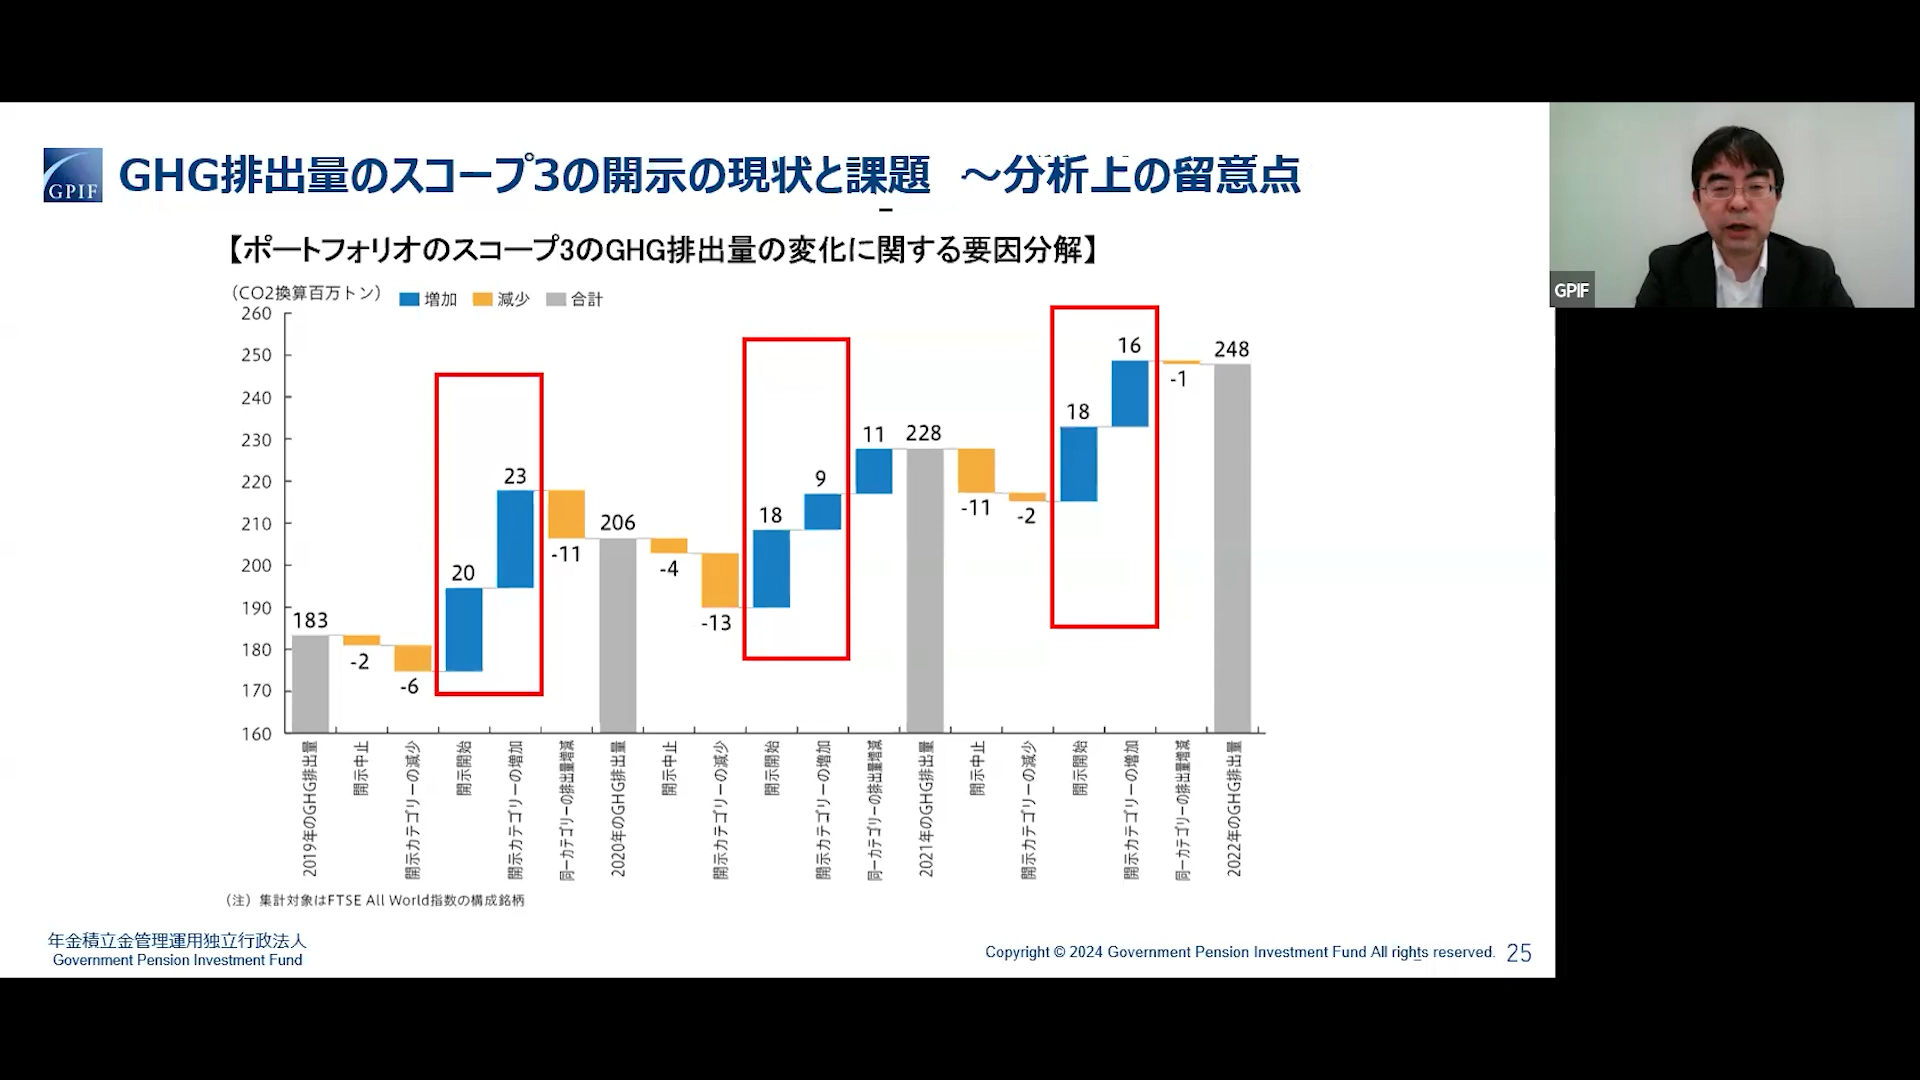 GPIF
GHG排出量のスコープ3の開示の現状と課題 ～分析上の留意点
【ポートフォリオのスコープ3のGHG排出量の変化に関する要因分解】
（CO2換算百万トン）
増加 減少 合計
260
250
240
230
220
210
200
190
180
170
160
183
-2
-6
20
23
-11
206
-4
-13
18
9
11
228
-11
-2
18
16
-1
248
2019年のGHG排出量
開示中止
開示カテゴリーの減少
開示開始
開示カテゴリーの増加
同一カテゴリーの排出量増減
2020年のGHG排出量
開示中止
開示カテゴリーの減少
開示開始
開示カテゴリーの増加
同一カテゴリーの排出量増減
2021年のGHG排出量
開示中止
開示カテゴリーの減少
開示開始
開示カテゴリーの増加
同一カテゴリーの排出量増減
2022年のGHG排出量
（注）集計対象はFTSE All World指数の構成銘柄
年金積立金管理運用独立行政法人
Government Pension Investment Fund
Copyright © 2024 Government Pension Investment Fund All rights reserved. 25
GPIF